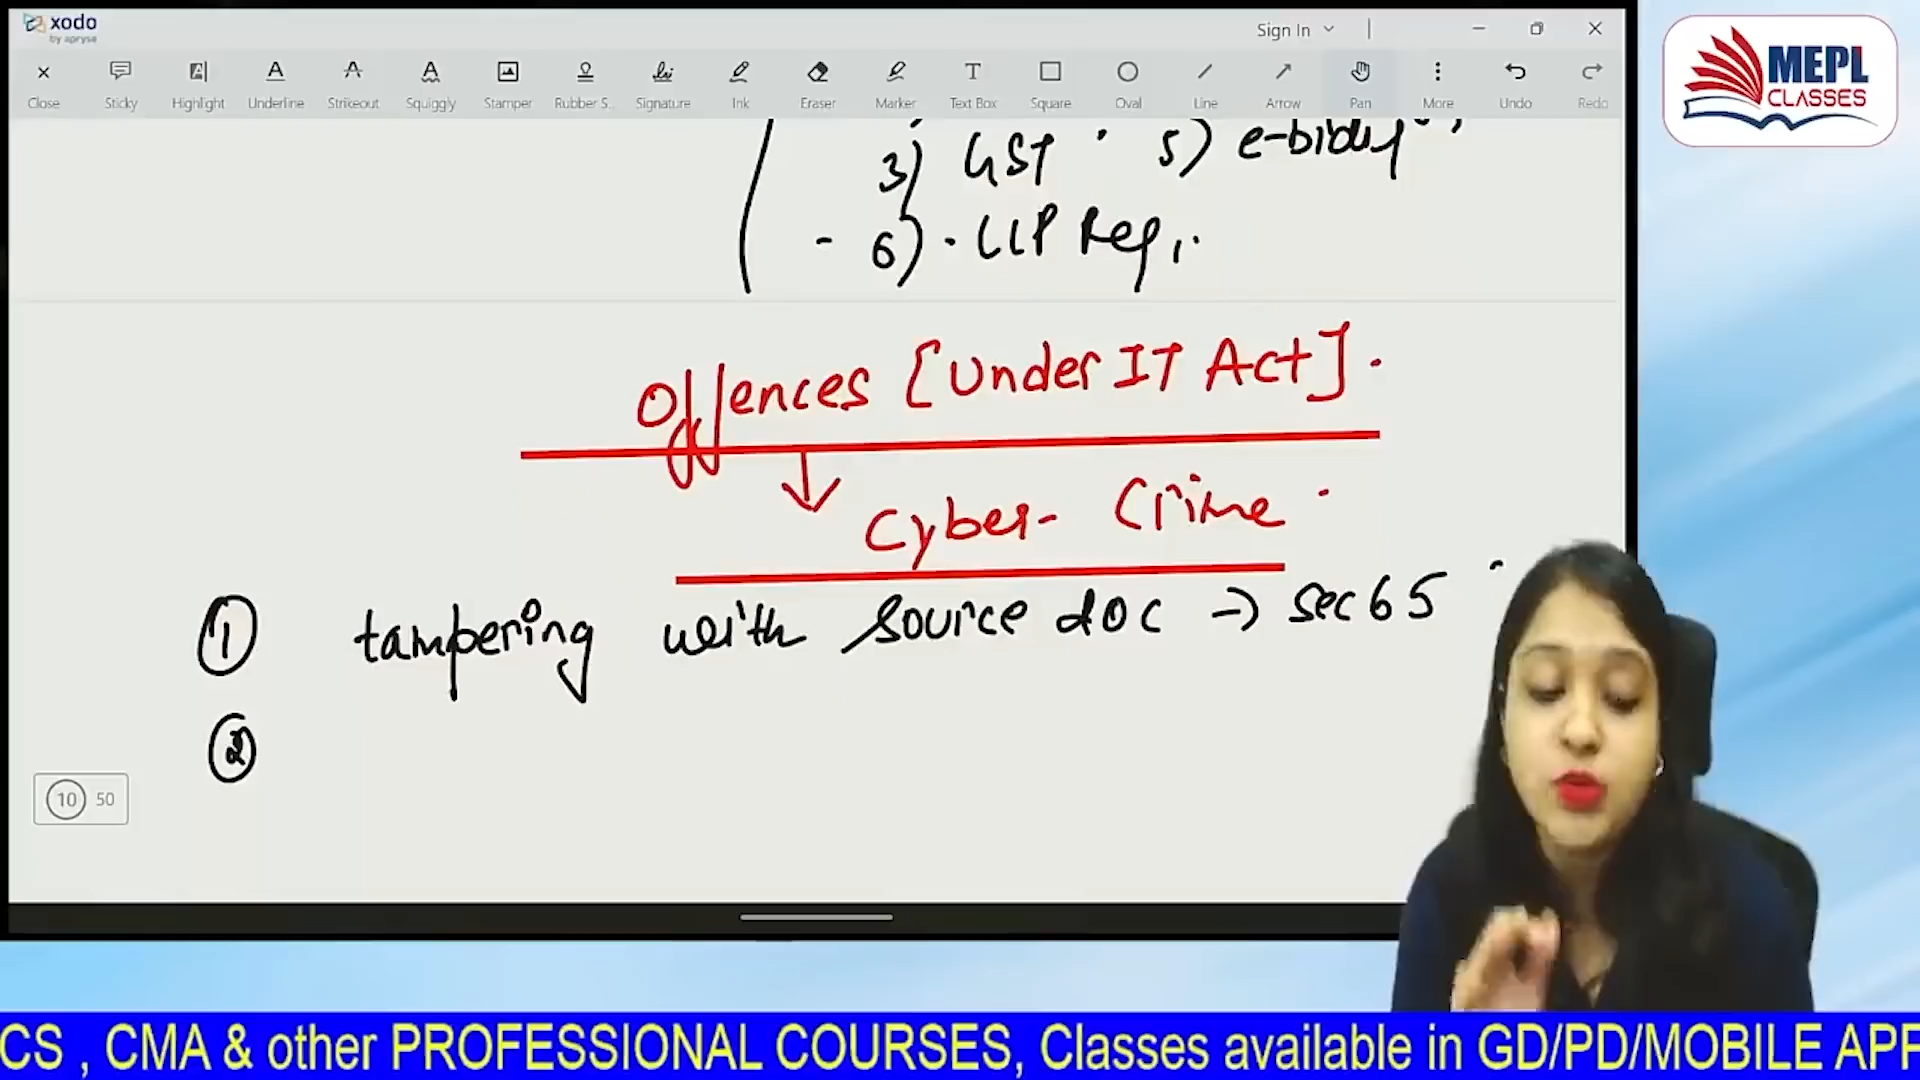 xodo
by apryse
Sign In
Close Sticky Highlight Underline Strikeout Squiggly Stamper Rubber S... Signature Ink Eraser Marker Text Box Square Oval Line Arrow Pan More Undo Redo
MEPL
CLASSES
3) GST 5)
- 6). LLP Reg.
Offences [Under IT Act].
Cyber- Crime
① tampering with source doc → sec 65
②
10 50
CS , CMA & other PROFESSIONAL COURSES, Classes available in GD/PD/MOBILE APP